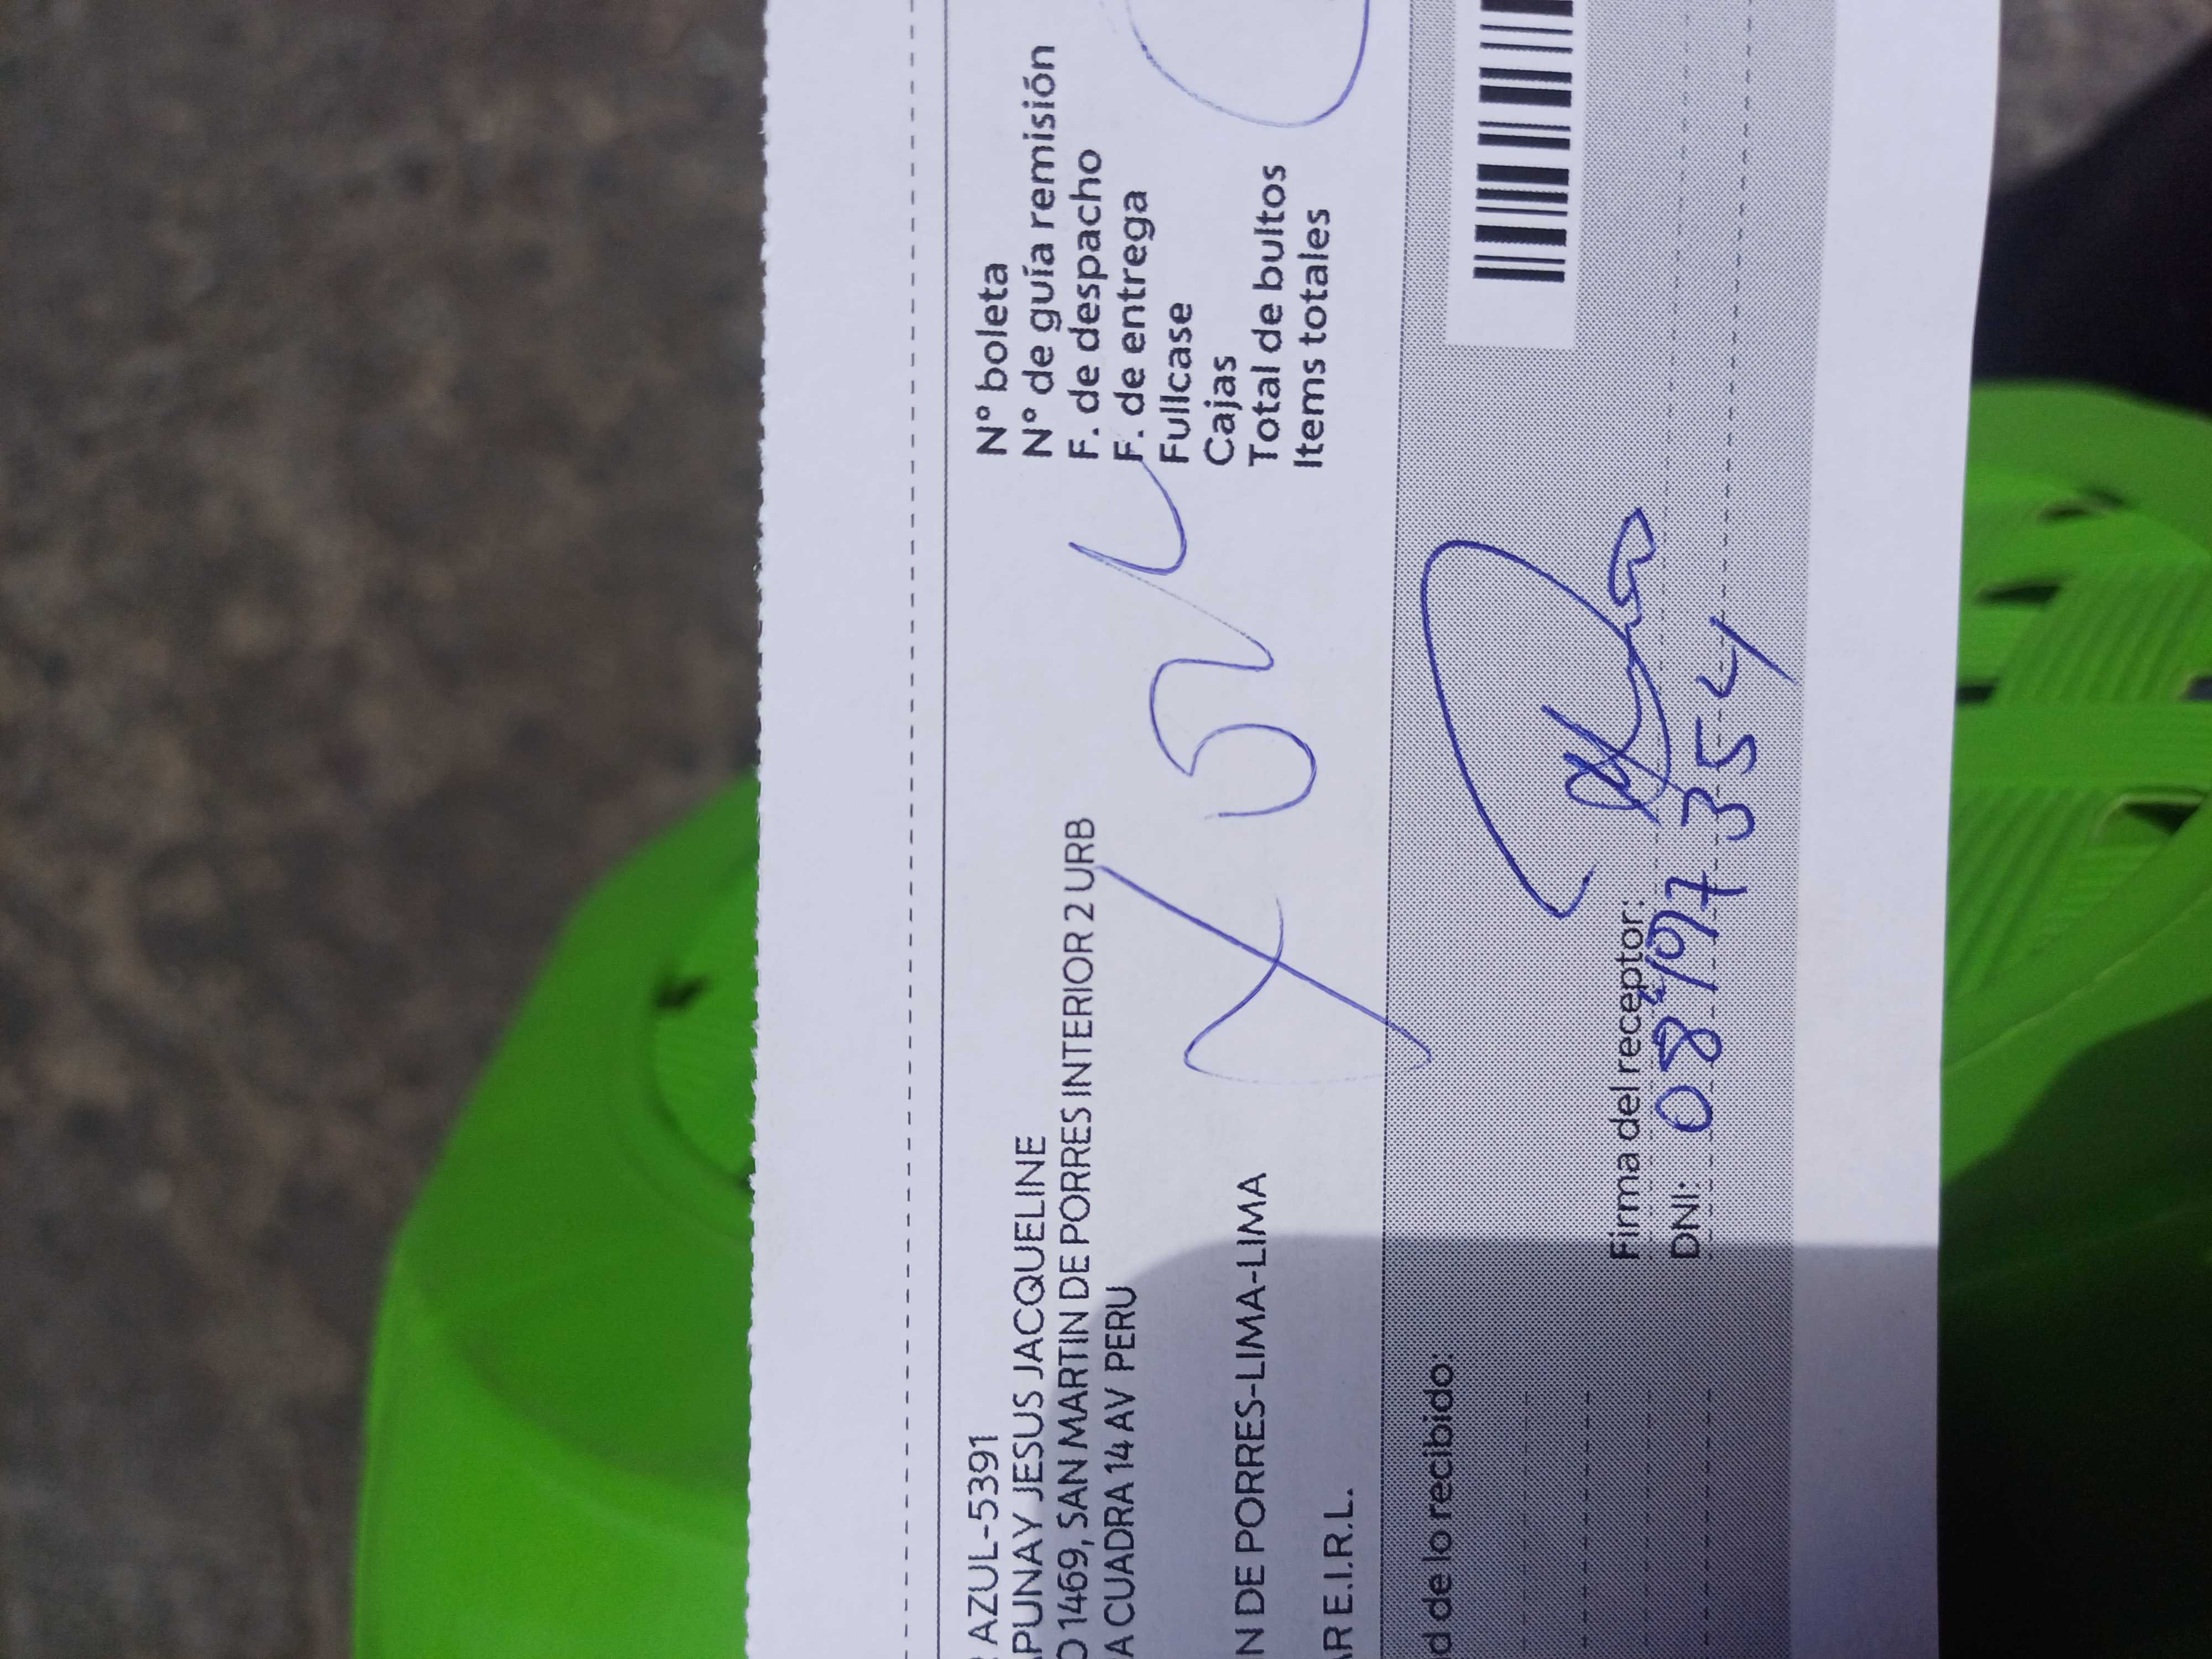 AZUL-5391
APUNAY JESUS JACQUELINE
O 1469, SAN MARTIN DE PORRES INTERIOR 2 URB
A CUADRA 14 AV PERU
N DE PORRES-LIMA-LIMA
AR E.I.R.L.
N° boleta
N° de guía remisión
F. de despacho
F. de entrega
Fullcase
Cajas
Total de bultos
Items totales
d de lo recibido:
Firma del receptor:
DNI: 08197354